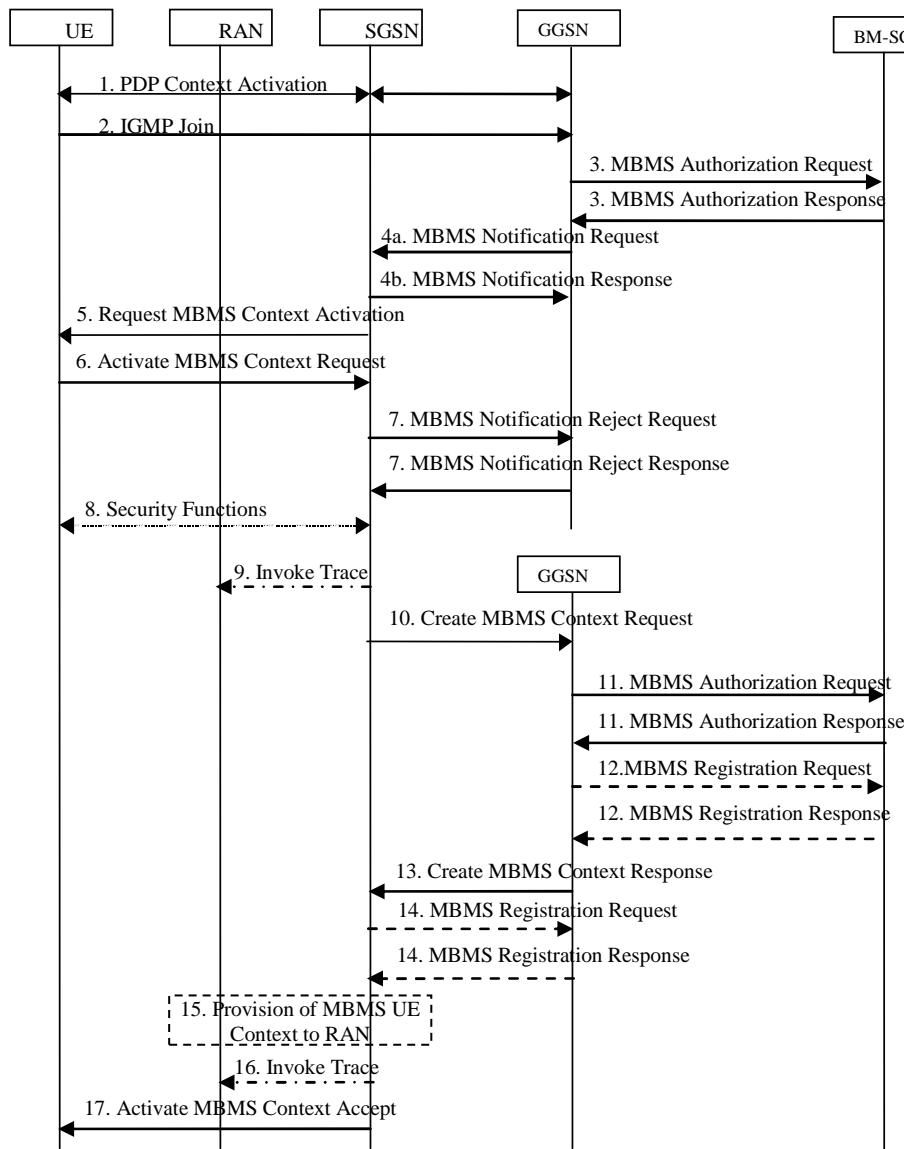 UE
RAN
SGSN
GGSN
BM-SC
1. PDP Context Activation
2. IGMP Join
3. MBMS Authorization Request
3. MBMS Authorization Response
4a. MBMS Notification Request
4b. MBMS Notification Response
5. Request MBMS Context Activation
6. Activate MBMS Context Request
7. MBMS Notification Reject Request
7. MBMS Notification Reject Response
8. Security Functions
9. Invoke Trace
GGSN
10. Create MBMS Context Request
11. MBMS Authorization Request
11. MBMS Authorization Response
12.MBMS Registration Request
12. MBMS Registration Response
13. Create MBMS Context Response
14. MBMS Registration Request
14. MBMS Registration Response
15. Provision of MBMS UE
Context to RAN
16. Invoke Trace
17. Activate MBMS Context Accept